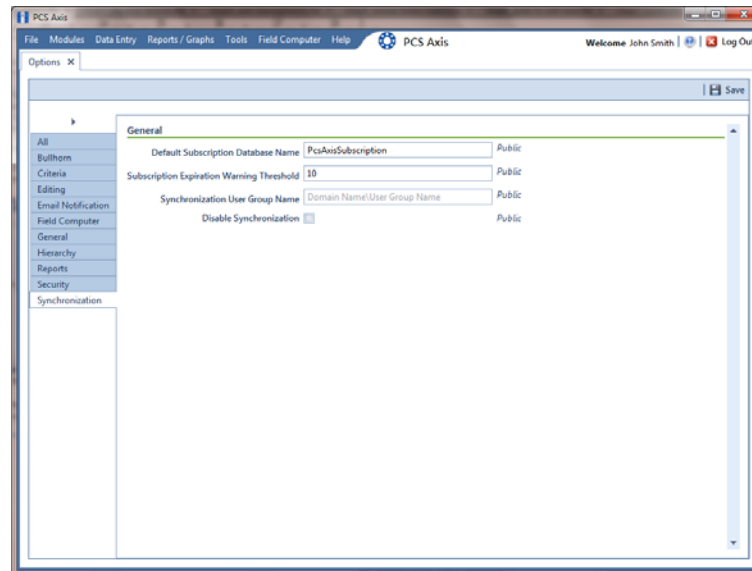 PCS Axis
File Modules Data Entry Reports / Graphs Tools Field Computer Help PCS Axis Welcome John Smith | | Log Out
Options X
| Save
General
All
Bullhorn
Criteria
Editing
Email Notification
Field Computer
General
Hierarchy
Reports
Security
Synchronization
Default Subscription Database Name PcsAxisSubscription Public
Subscription Expiration Warning Threshold 10 Public
Synchronization User Group Name Domain Name\User Group Name Public
Disable Synchronization Public